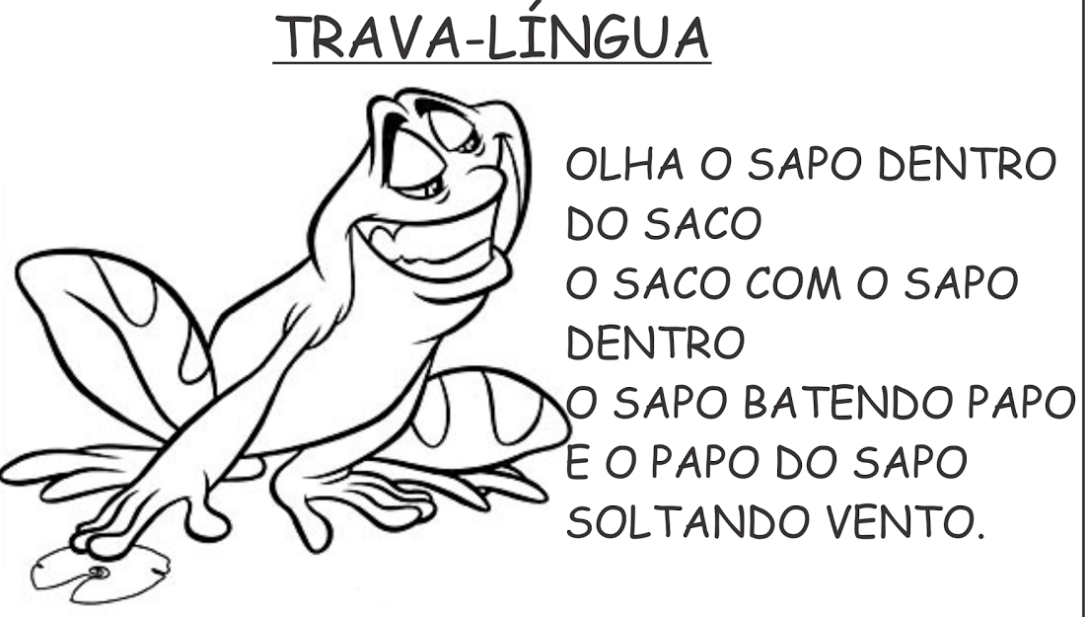 TRAVA-LÍNGUA
OLHA O SAPO DENTRO
DO SACO
O SACO COM O SAPO
DENTRO
O SAPO BATENDO PAPO
E O PAPO DO SAPO
SOLTANDO VENTO.